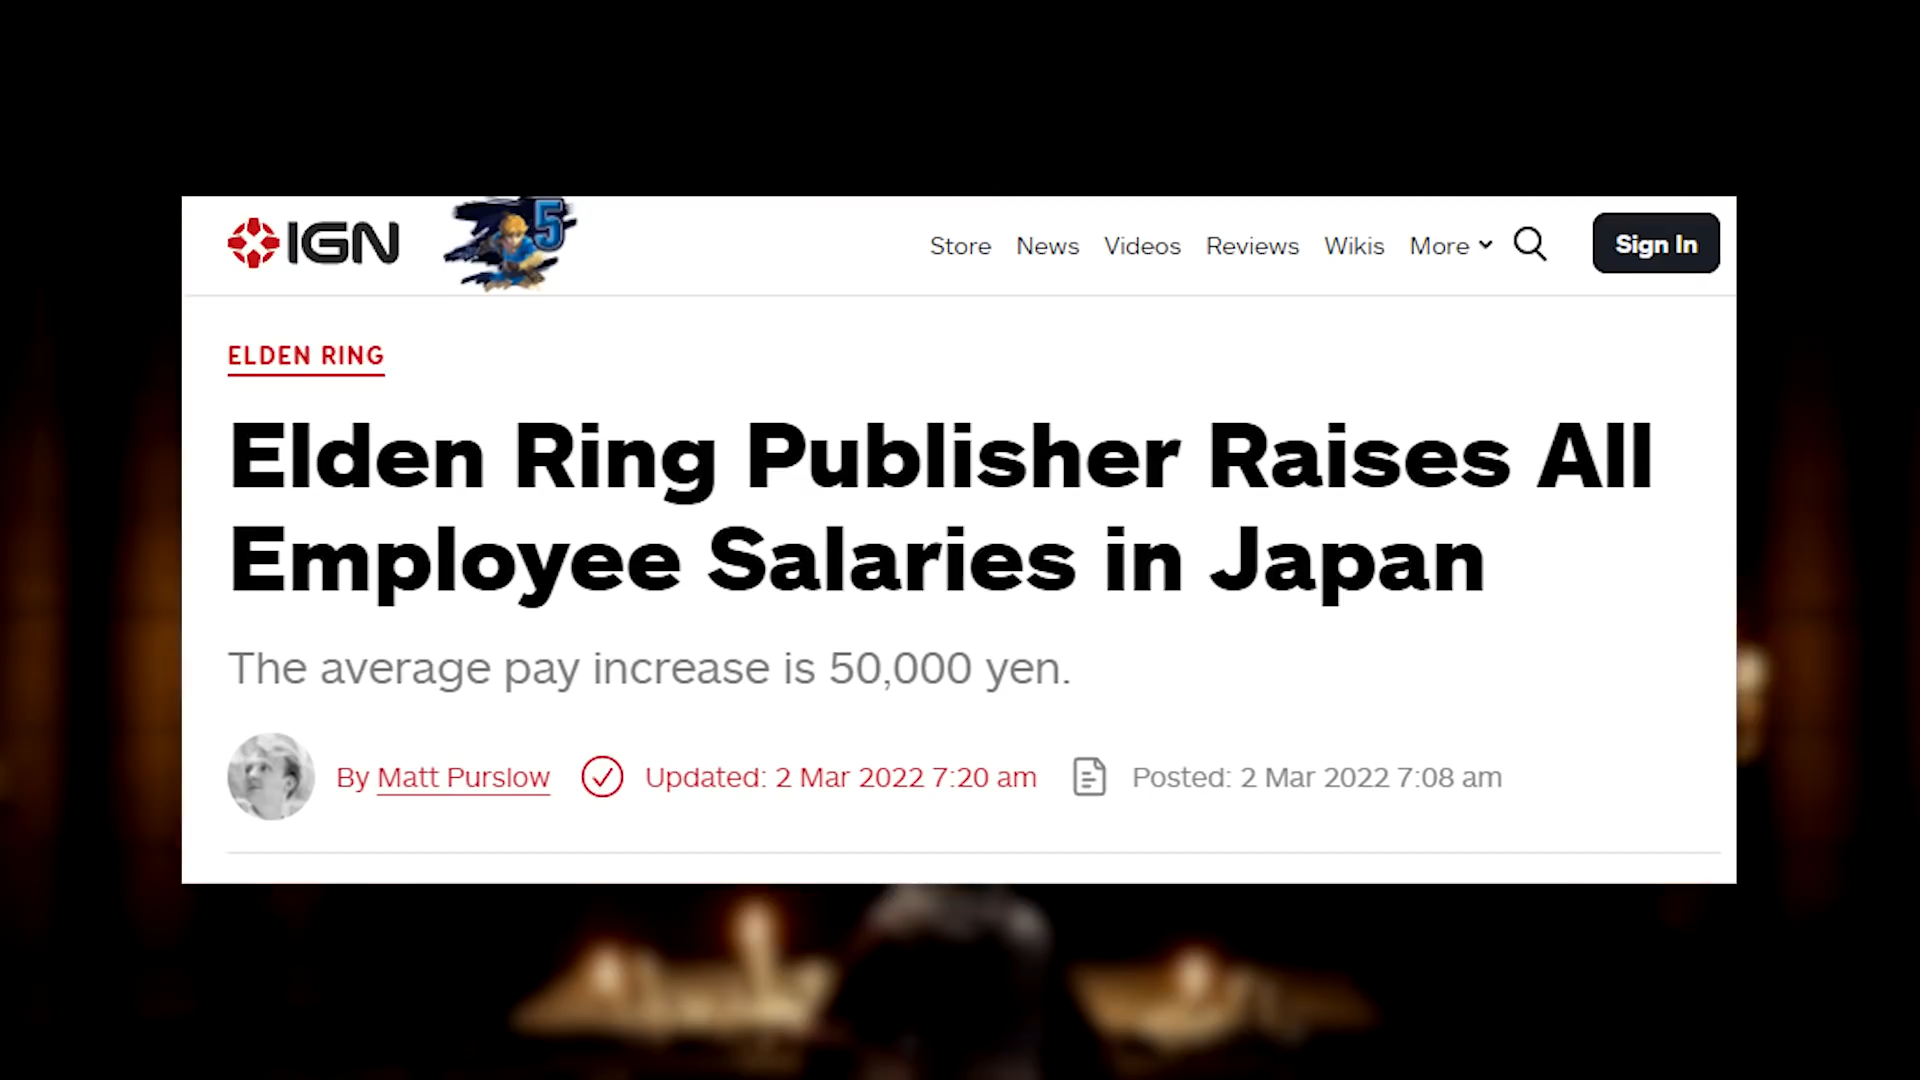 IGN
5
Store News Videos Reviews Wikis More Sign In
ELDEN RING
Elden Ring Publisher Raises All
Employee Salaries in Japan
The average pay increase is 50,000 yen.
By Matt Purslow Updated: 2 Mar 2022 7:20 am Posted: 2 Mar 2022 7:08 am